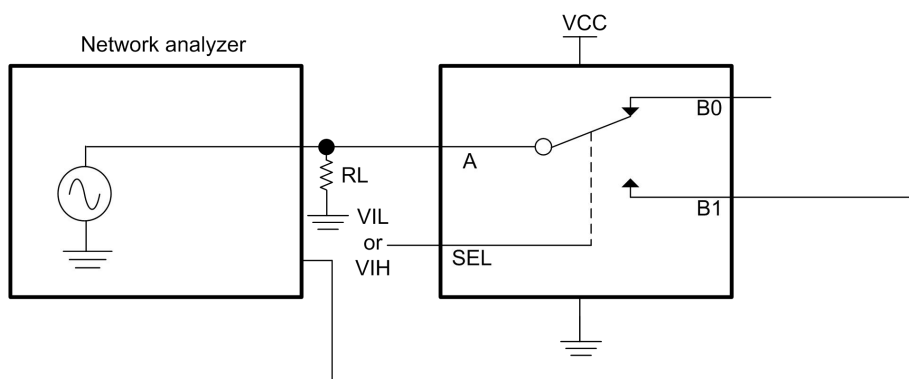 VCC
Network analyzer
B0
A
RL
B1
VIL
or
VIH
SEL